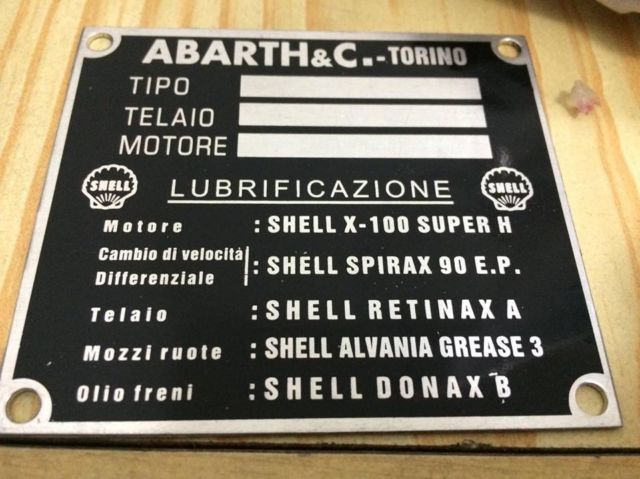 ABARTH&C.-TORINO
TIPO
TELAIO
MOTORE
SHELL LUBRIFICAZIONE SHELL
Motore : SHELL X-100 SUPER H
Cambio di velocità
Differenziale : SHELL SPIRAX 90 E.P.
Telaio : SHELL RETINAX A
Mozzi ruote : SHELL ALVANIA GREASE 3
Olio freni : SHELL DONAX B